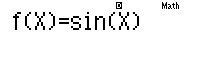 D Math
f(X)=sin(X)